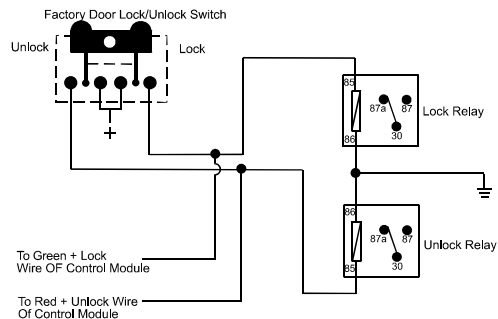 Factory Door Lock/Unlock Switch
Unlock
Lock
+
85
87a
87
30
86
Lock Relay
86
87a
87
30
85
Unlock Relay
To Green + Lock
Wire OF Control Module
To Red + Unlock Wire
Of Control Module